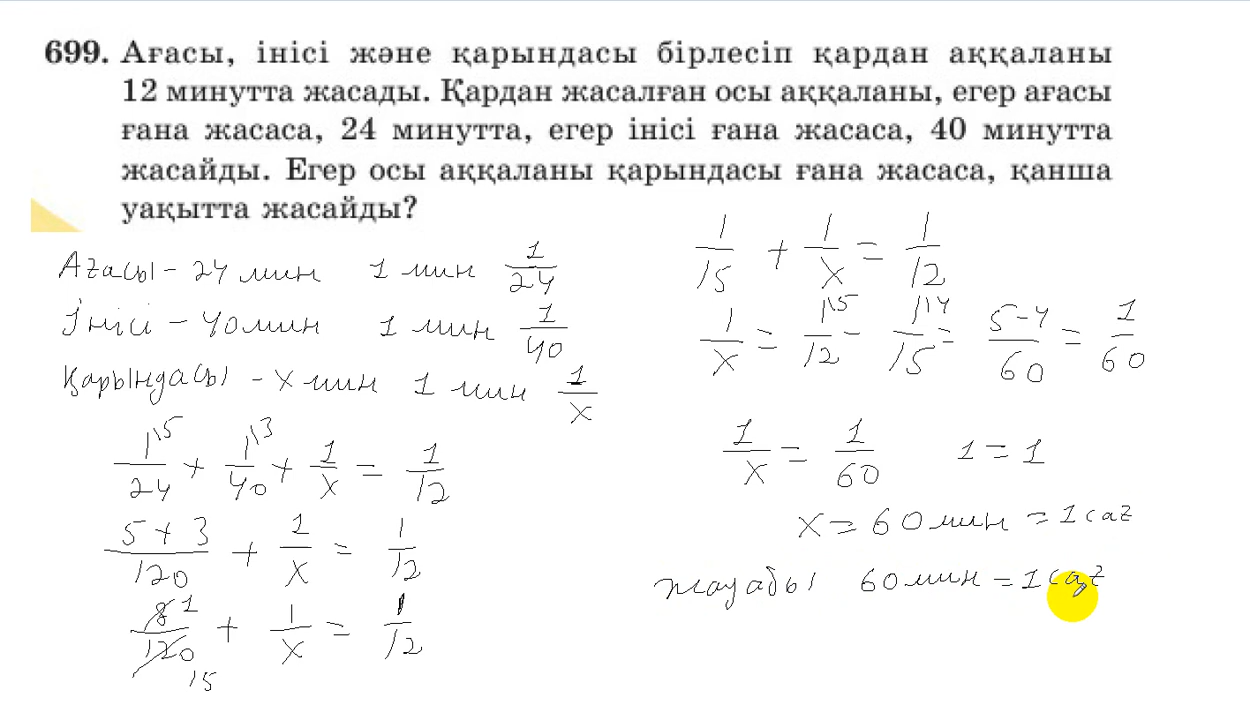 699. Ағасы, інісі және қарындасы бірлесіп қардан аққаланы
12 минутта жасады. Қардан жасалған осы аққаланы, егер ағасы
ғана жасаса, 24 минутта, егер інісі ғана жасаса, 40 минутта
жасайды. Егер осы аққаланы қарындасы ғана жасаса, қанша
уақытта жасайды?
Ағасы - 24 мин 1 мин 1/24
Інісі - 40 мин 1 мин 1/40
Қарындасы - x мин 1 мин 1/x
1\5/24 + 1\3/40 + 1/x = 1/12
5 + 3/120 + 1/x = 1/12
8 1/120 15 + 1/x = 1/12
1/15 + 1/x = 1/12
1/x = 1\5/12 - 1\4/15 = 5-4/60 = 1/60
1/x = 1/60 1 = 1
x = 60 мин = 1 сағ
жауабы 60 мин = 1 сағ